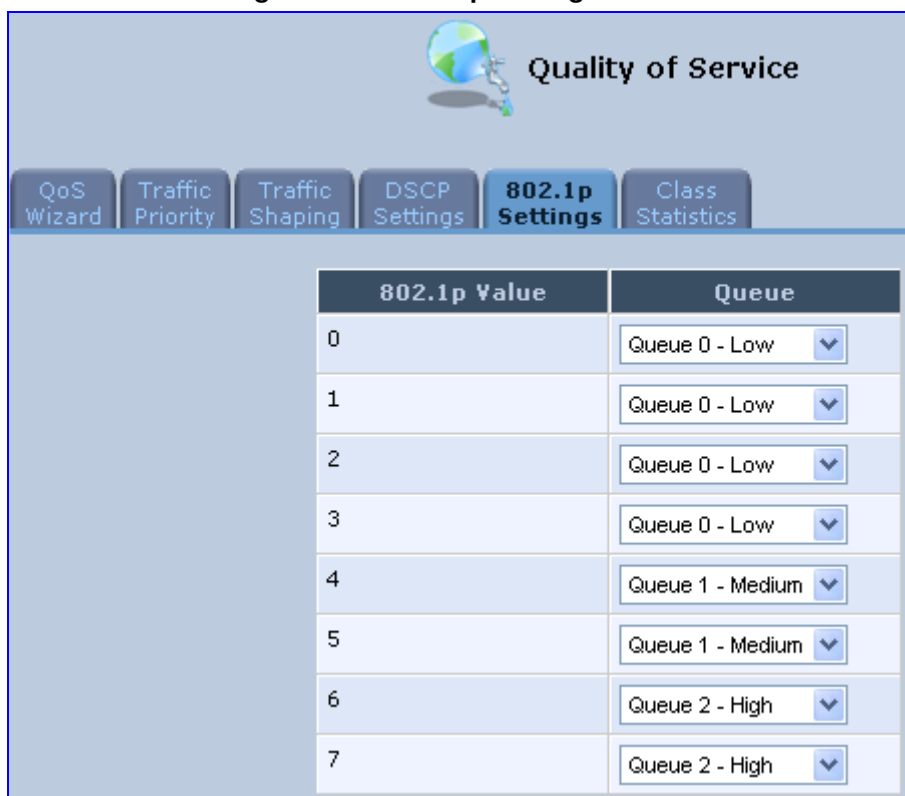 Quality of Service
QoS Wizard
Traffic Priority
Traffic Shaping
DSCP Settings
802.1p Settings
Class Statistics
802.1p Value Queue
0 Queue 0 - Low
1 Queue 0 - Low
2 Queue 0 - Low
3 Queue 0 - Low
4 Queue 1 - Medium
5 Queue 1 - Medium
6 Queue 2 - High
7 Queue 2 - High